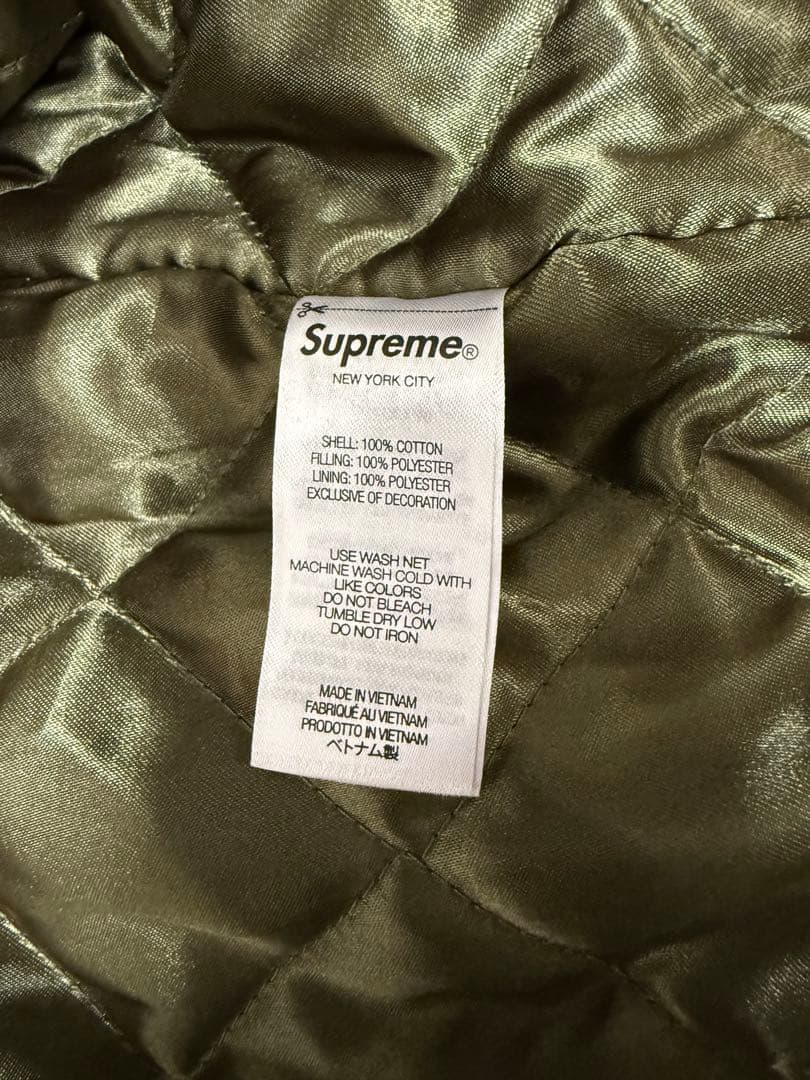 Supreme®
NEW YORK CITY
SHELL: 100% COTTON
FILLING: 100% POLYESTER
LINING: 100% POLYESTER
EXCLUSIVE OF DECORATION
USE WASH NET
MACHINE WASH COLD WITH
LIKE COLORS
DO NOT BLEACH
TUMBLE DRY LOW
DO NOT IRON
MADE IN VIETNAM
FABRIQUÉ AU VIETNAM
PRODOTTO IN VIETNAM
ベトナム製